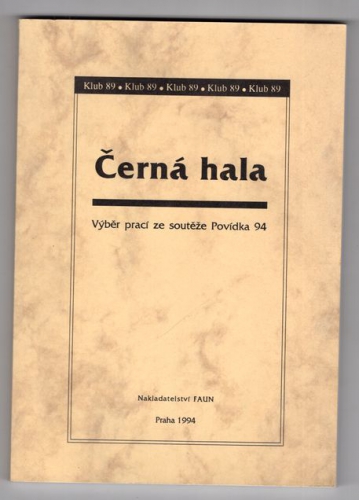 Klub 89 • Klub 89 • Klub 89 • Klub 89 • Klub 89
Černá hala
Výběr prací ze soutěže Povídka 94
Nakladatelství FAUN
Praha 1994